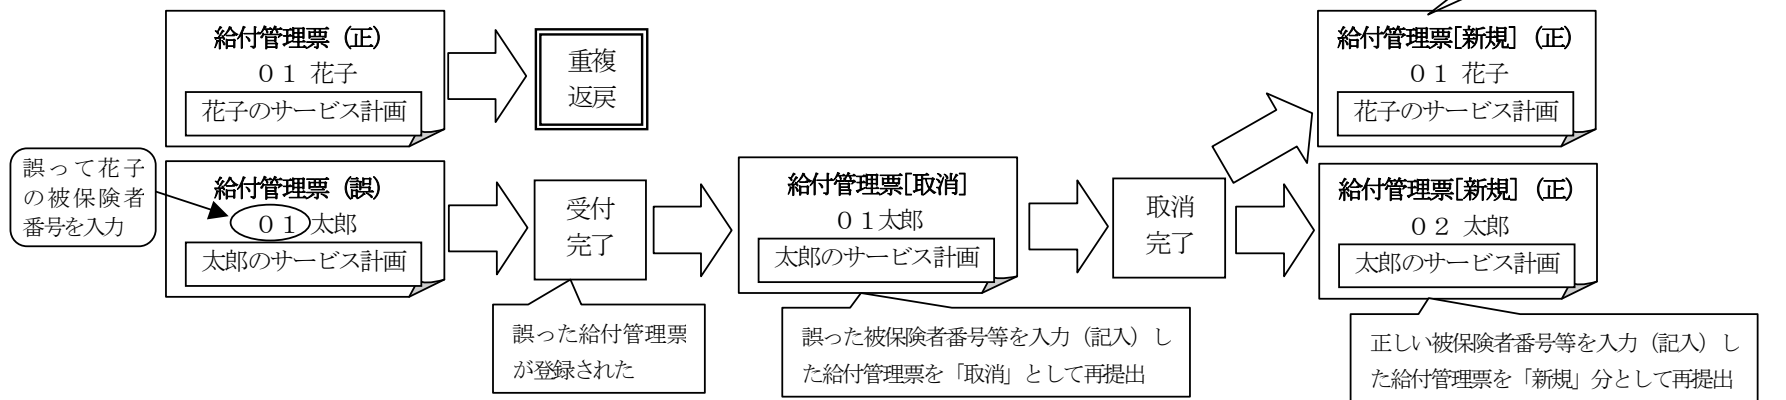 給付管理票（正）
０１ 花子
花子のサービス計画
重複
返戻
給付管理票[新規]（正）
０１ 花子
花子のサービス計画
誤って花子
の被保険者
番号を入力
給付管理票（誤）
０１ 太郎
太郎のサービス計画
受付
完了
誤った給付管理票
が登録された
給付管理票[取消]
０１太郎
太郎のサービス計画
誤った被保険者番号等を入力（記入）し
た給付管理票を「取消」として再提出
取消
完了
給付管理票[新規]（正）
０２ 太郎
太郎のサービス計画
正しい被保険者番号等を入力（記入）し
た給付管理票を「新規」分として再提出